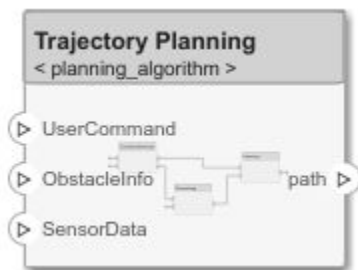 Trajectory Planning
< planning_algorithm >
UserCommand
ObstacleInfo
path
SensorData